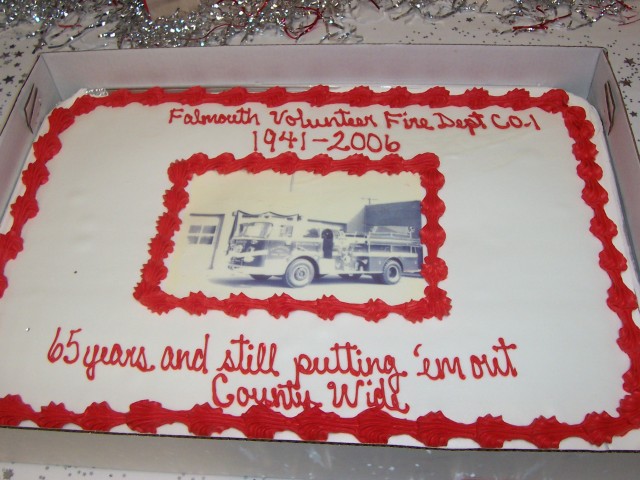 Falmouth Volunteer Fire Dept CO-1
1941-2006
65 years and still putting 'em out
County Wide